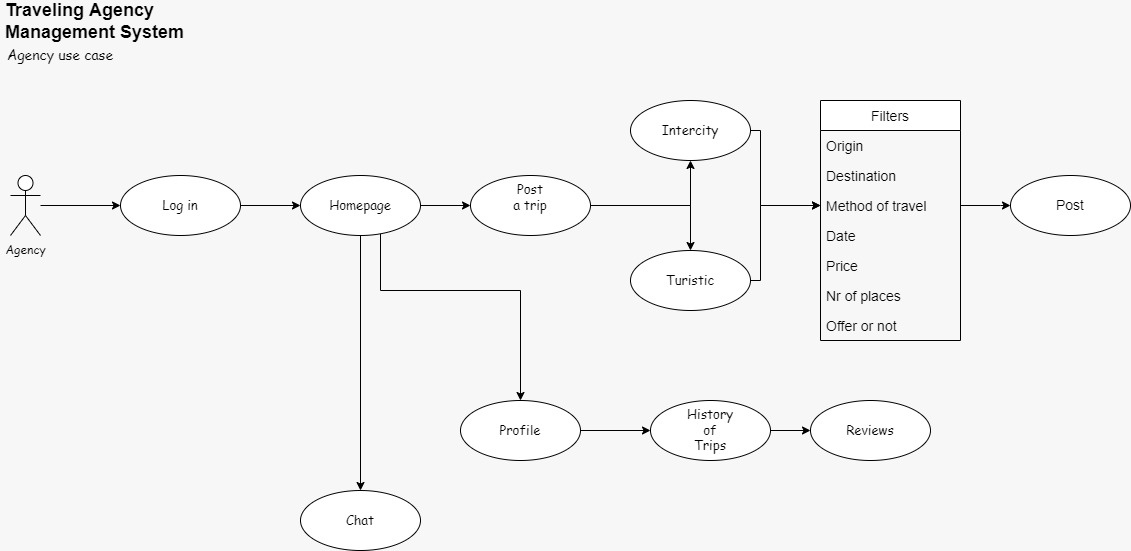 Traveling Agency
Management System
Agency use case
Agency
Log in
Homepage
Post
a trip
Intercity
Turistic
Filters
Origin
Destination
Method of travel
Date
Price
Nr of places
Offer or not
Post
Profile
History
of
Trips
Reviews
Chat